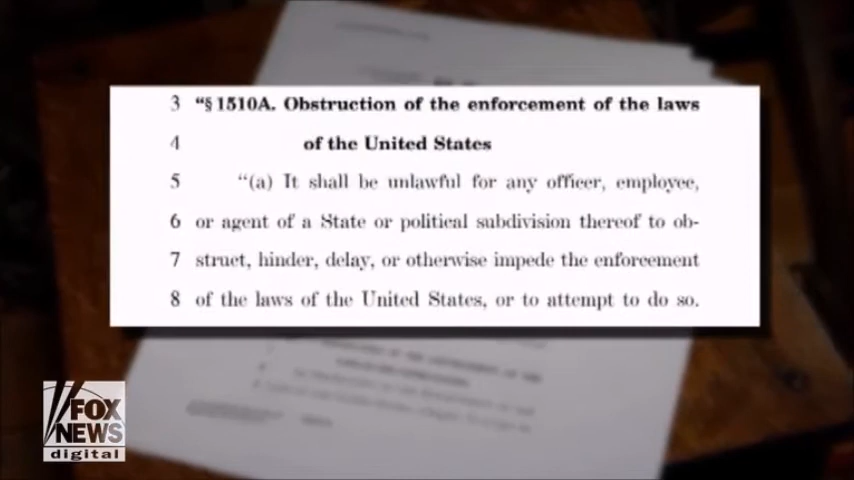 3 “§ 1510A. Obstruction of the enforcement of the laws
4 of the United States
5 “(a) It shall be unlawful for any officer, employee,
6 or agent of a State or political subdivision thereof to ob-
7 struct, hinder, delay, or otherwise impede the enforcement
8 of the laws of the United States, or to attempt to do so.
FOX
NEWS
digital